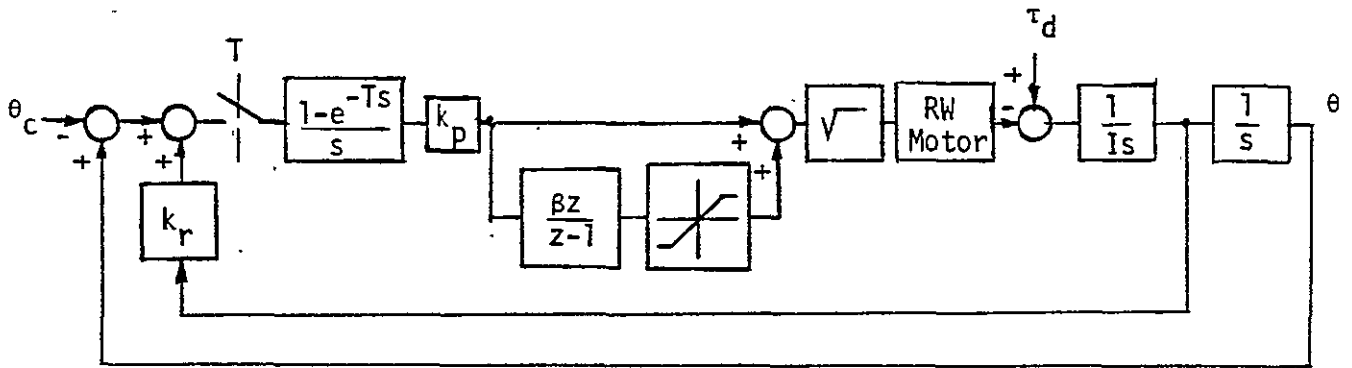 τd
T
θc
-
+
+
+
1-e^-Ts
s
kp
+
+
√
RW
Motor
+
-
1
Is
1
s
θ
kr
βz
z-1